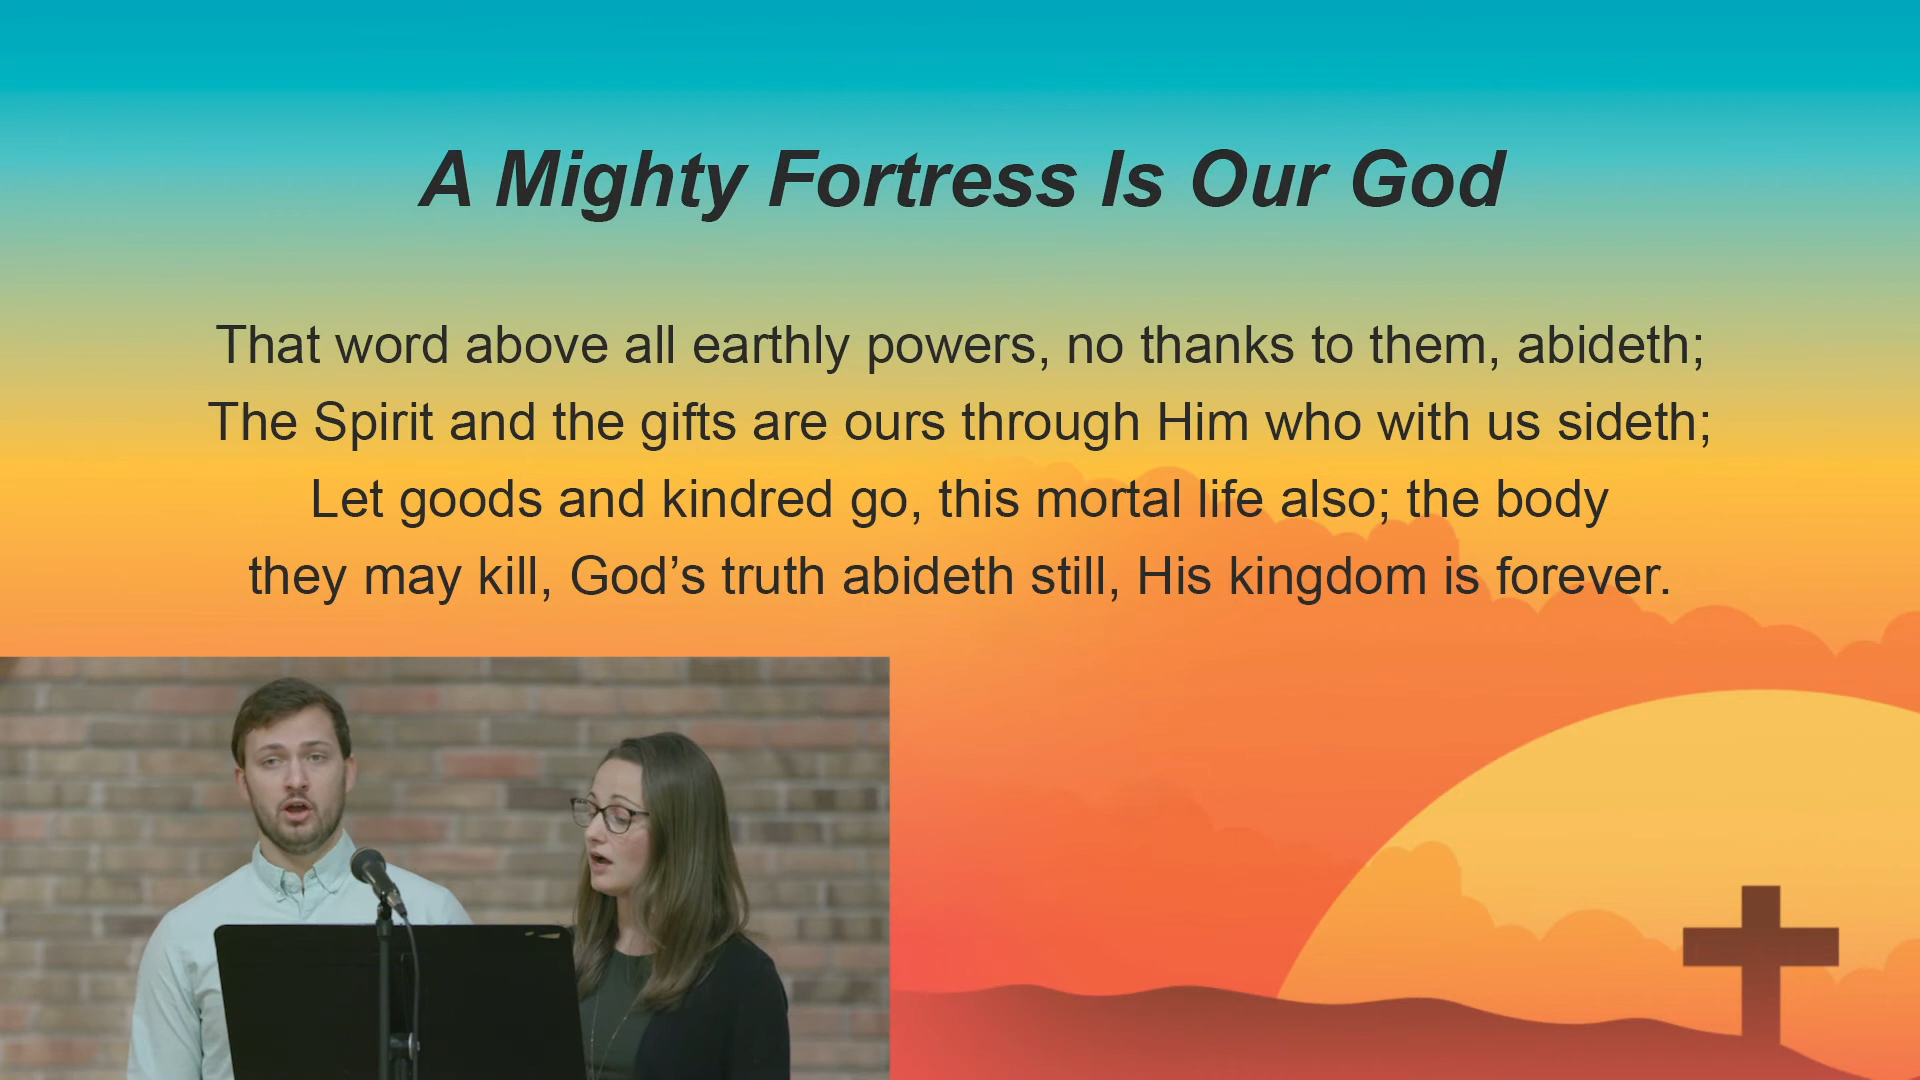 A Mighty Fortress Is Our God
That word above all earthly powers, no thanks to them, abideth;
The Spirit and the gifts are ours through Him who with us sideth;
Let goods and kindred go, this mortal life also; the body
they may kill, God’s truth abideth still, His kingdom is forever.